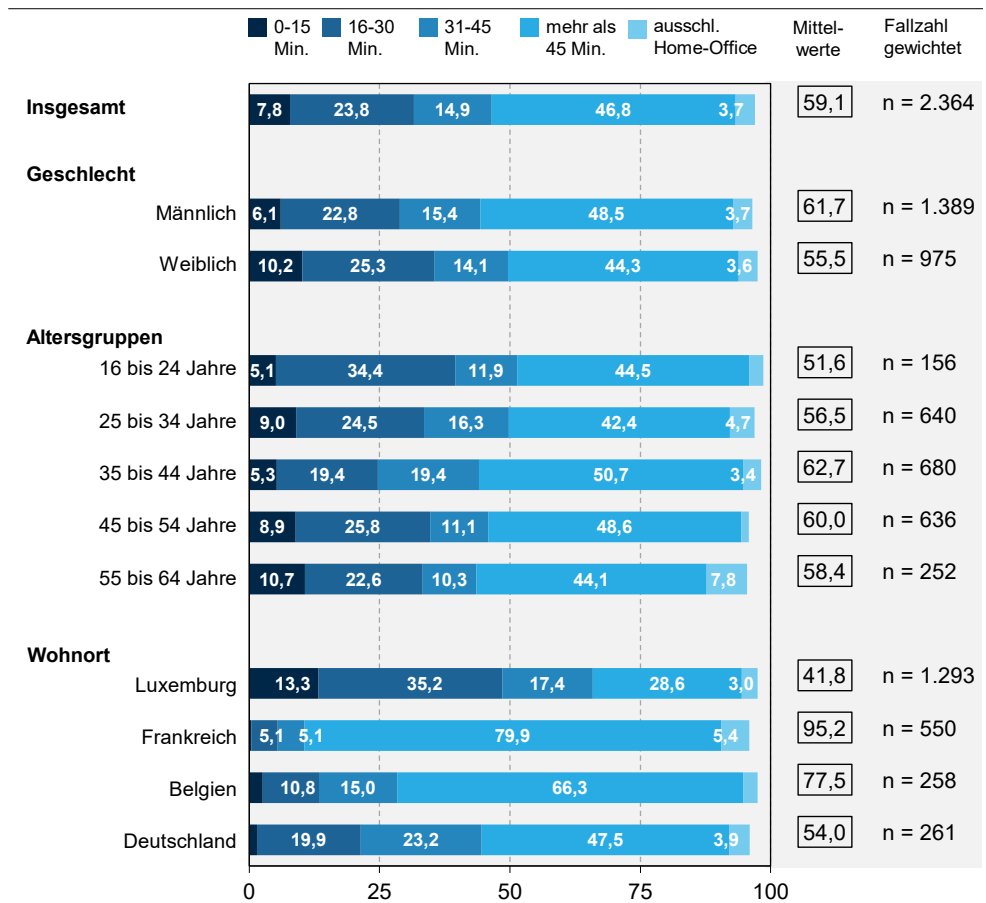 0-15 Min.
16-30 Min.
31-45 Min.
mehr als 45 Min.
ausschl. Home-Office
Mittel-werte
Fallzahl gewichtet
Insgesamt 7,8 23,8 14,9 46,8 3,7 59,1 n = 2.364
Geschlecht
Männlich 6,1 22,8 15,4 48,5 3,7 61,7 n = 1.389
Weiblich 10,2 25,3 14,1 44,3 3,6 55,5 n = 975
Altersgruppen
16 bis 24 Jahre 5,1 34,4 11,9 44,5 51,6 n = 156
25 bis 34 Jahre 9,0 24,5 16,3 42,4 4,7 56,5 n = 640
35 bis 44 Jahre 5,3 19,4 19,4 50,7 3,4 62,7 n = 680
45 bis 54 Jahre 8,9 25,8 11,1 48,6 60,0 n = 636
55 bis 64 Jahre 10,7 22,6 10,3 44,1 7,8 58,4 n = 252
Wohnort
Luxemburg 13,3 35,2 17,4 28,6 3,0 41,8 n = 1.293
Frankreich 5,1 5,1 79,9 5,4 95,2 n = 550
Belgien 10,8 15,0 66,3 77,5 n = 258
Deutschland 19,9 23,2 47,5 3,9 54,0 n = 261
0 25 50 75 100